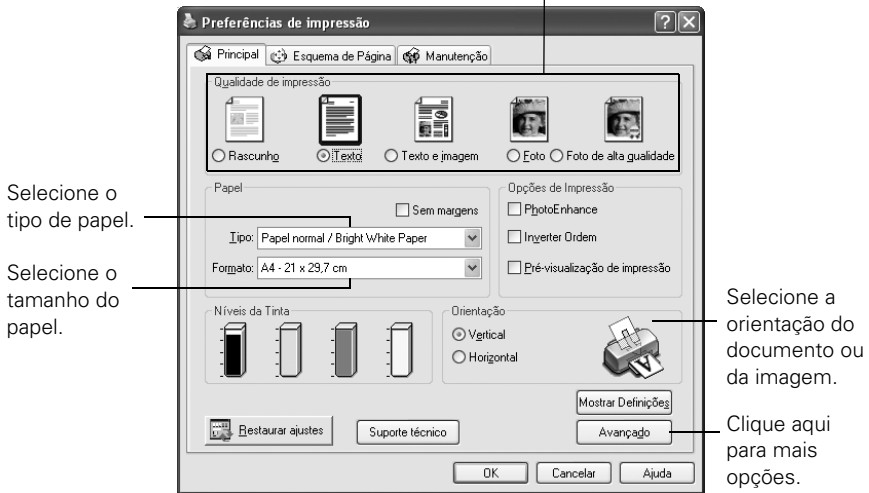 Preferências de impressão
Principal
Esquema de Página
Manutenção
Qualidade de impressão
Rascunho
Texto
Texto e imagem
Foto
Foto de alta qualidade
Selecione o
tipo de papel.
Papel
Sem margens
Tipo: Papel normal / Bright White Paper
Formato: A4 - 21 x 29,7 cm
Opções de Impressão
PhotoEnhance
Inverter Ordem
Pré-visualização de impressão
Selecione o
tamanho do
papel.
Níveis da Tinta
Orientação
Vertical
Horizontal
A
Selecione a
orientação do
documento ou
da imagem.
Mostrar Definições
Restaurar ajustes
Suporte técnico
Avançado
Clique aqui
para mais
opções.
OK
Cancelar
Ajuda